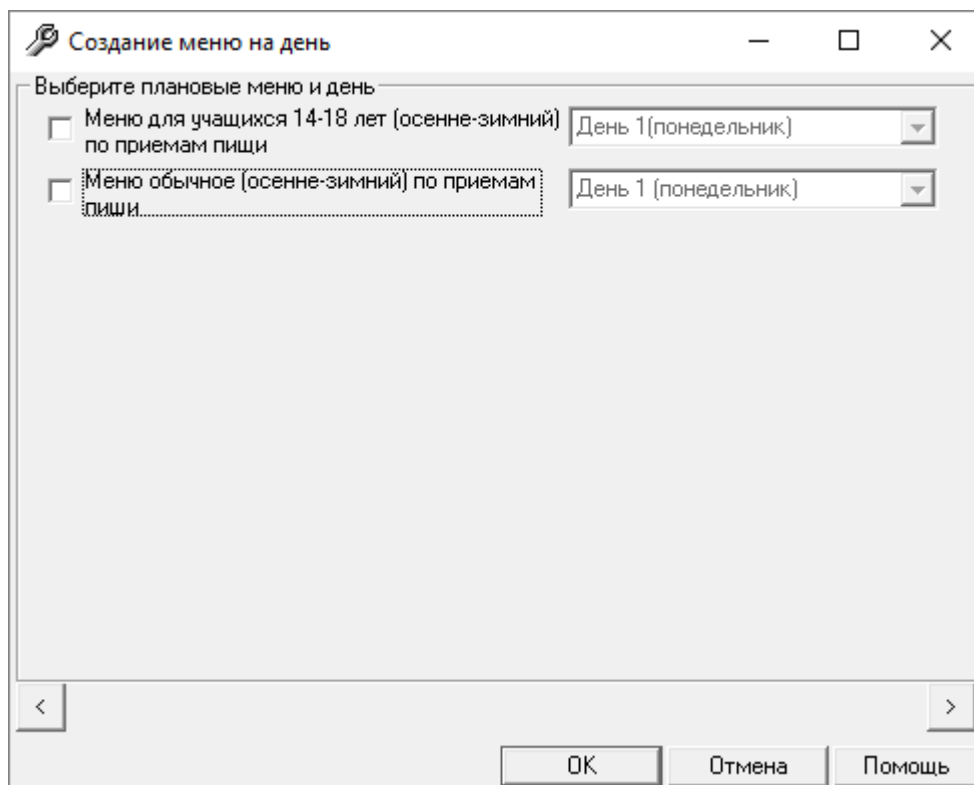 Создание меню на день
Выберите плановые меню и день
Меню для учащихся 14-18 лет (осенне-зимний)
по приемам пищи
День 1(понедельник)
Меню обычное (осенне-зимний) по приемам
пищи
День 1 (понедельник)
OK
Отмена
Помощь